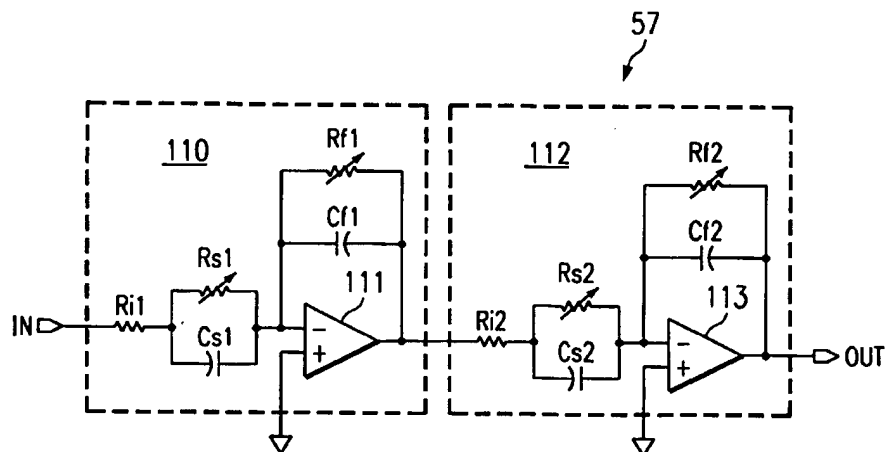 57
110
Rf1
Cf1
Rs1
111
Ri1
IN
Cs1
−
+
112
Rf2
Cf2
Rs2
113
Ri2
Cs2
−
+
OUT